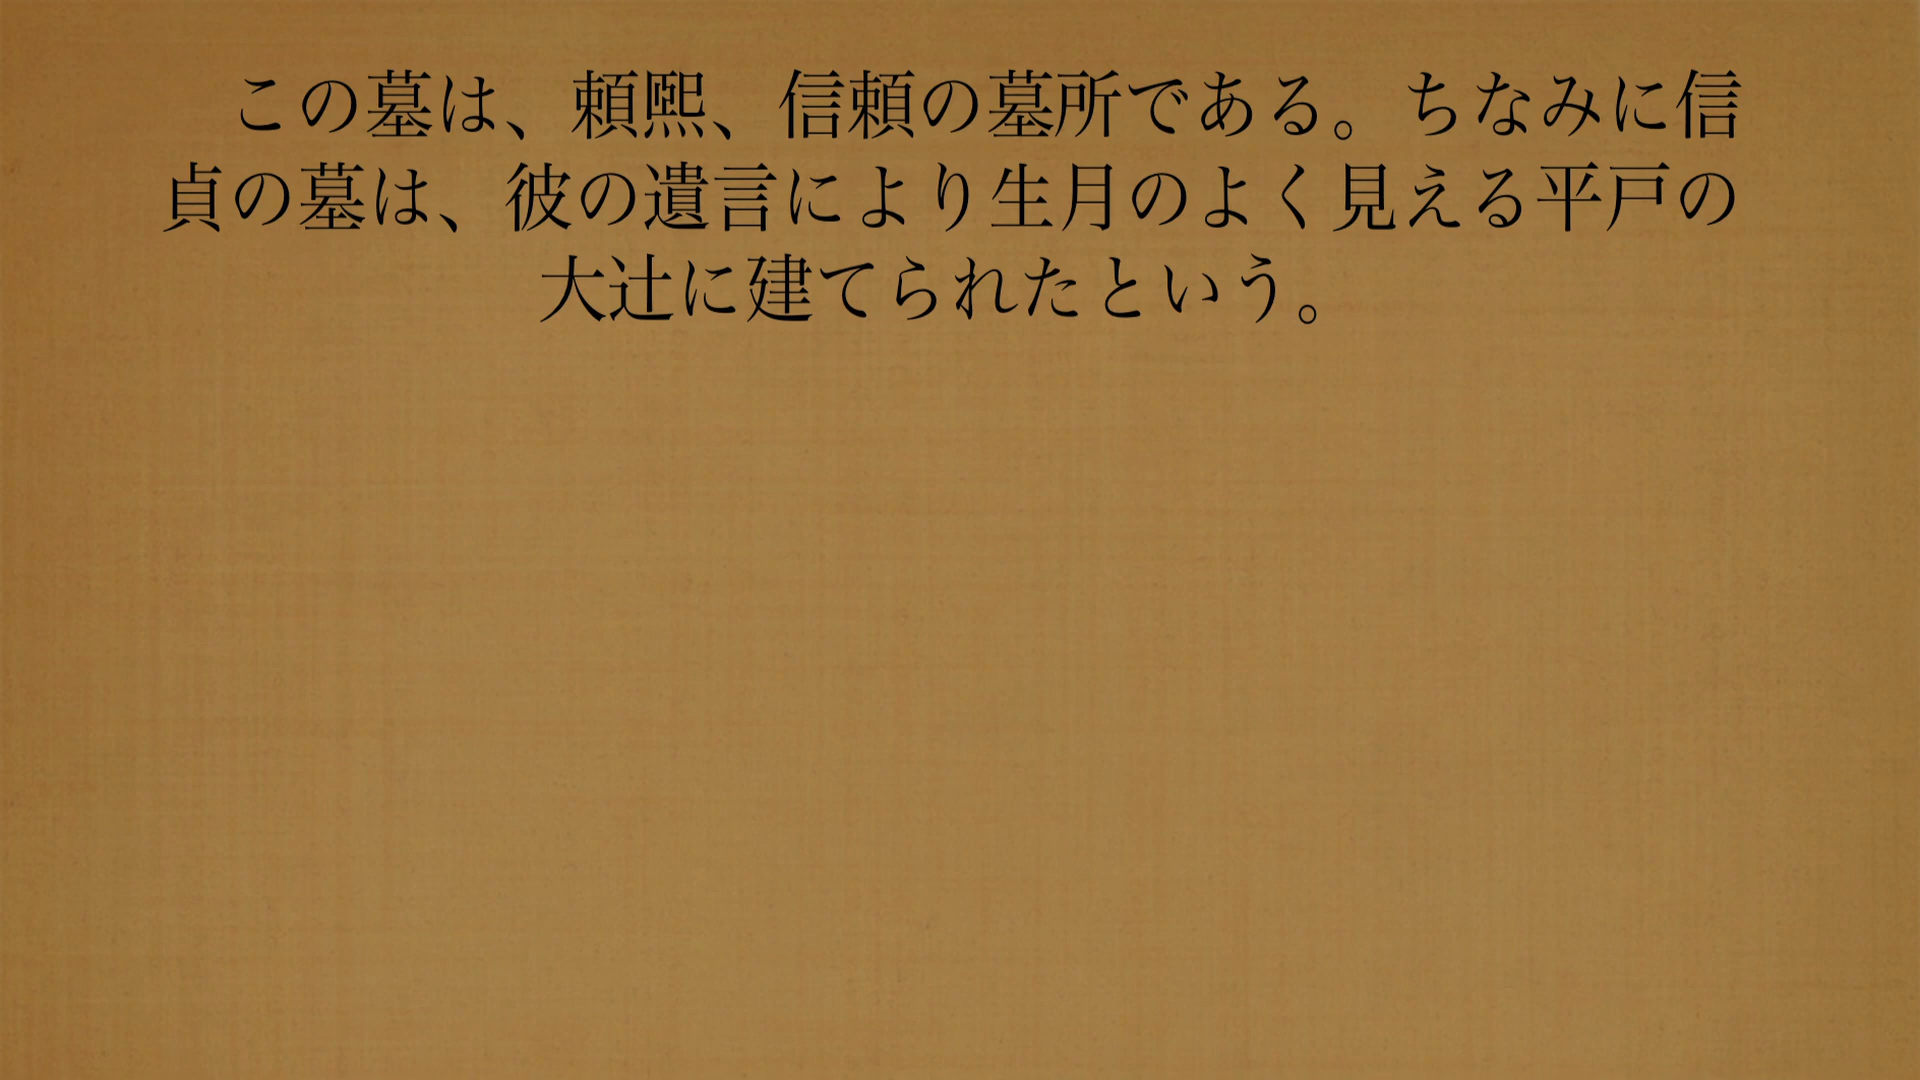 この墓は、頼熙、信頼の墓所である。ちなみに信
貞の墓は、彼の遺言により生月のよく見える平戸の
大辻に建てられたという。